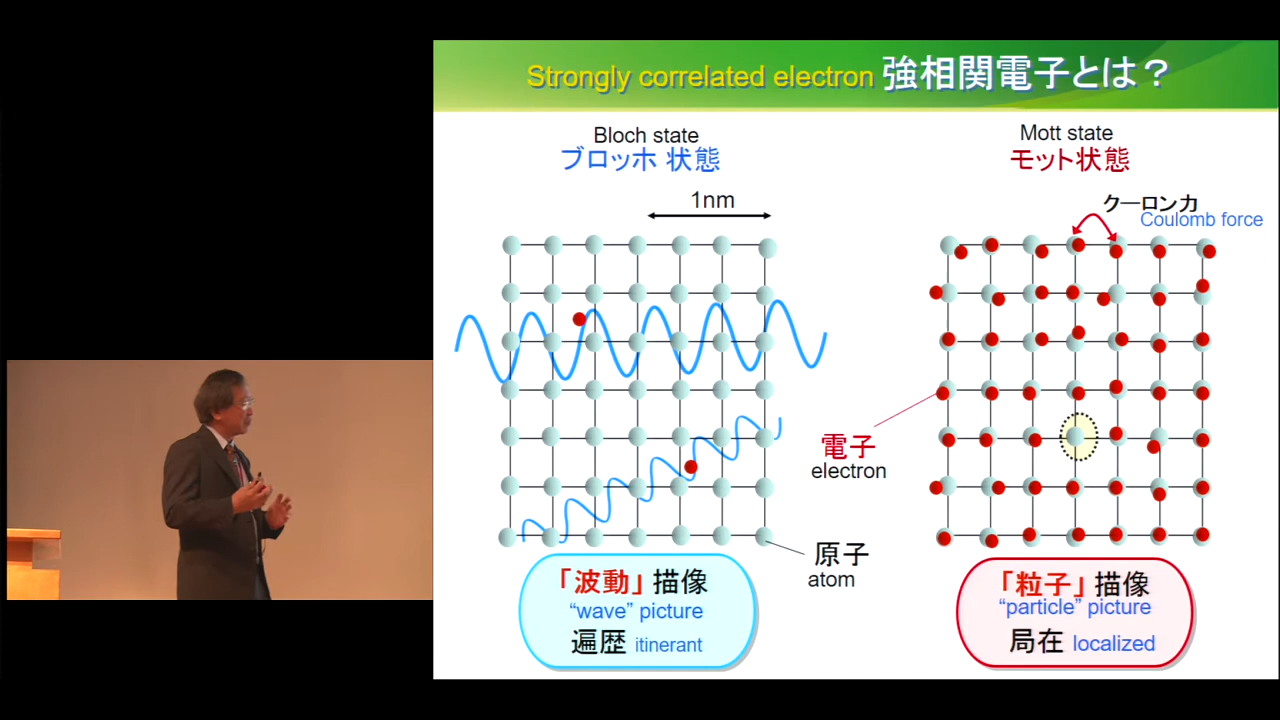 Strongly correlated electron 強相関電子とは？
Bloch state
ブロッホ 状態
1nm
Mott state
モット状態
クーロン力
Coulomb force
電子
electron
原子
atom
「波動」描像
“wave” picture
遍歴 itinerant
「粒子」描像
“particle” picture
局在 localized